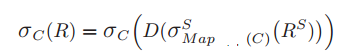 σ_C(R) = σ_C(D(σ^S_{Map . . (C)}(R^S)))